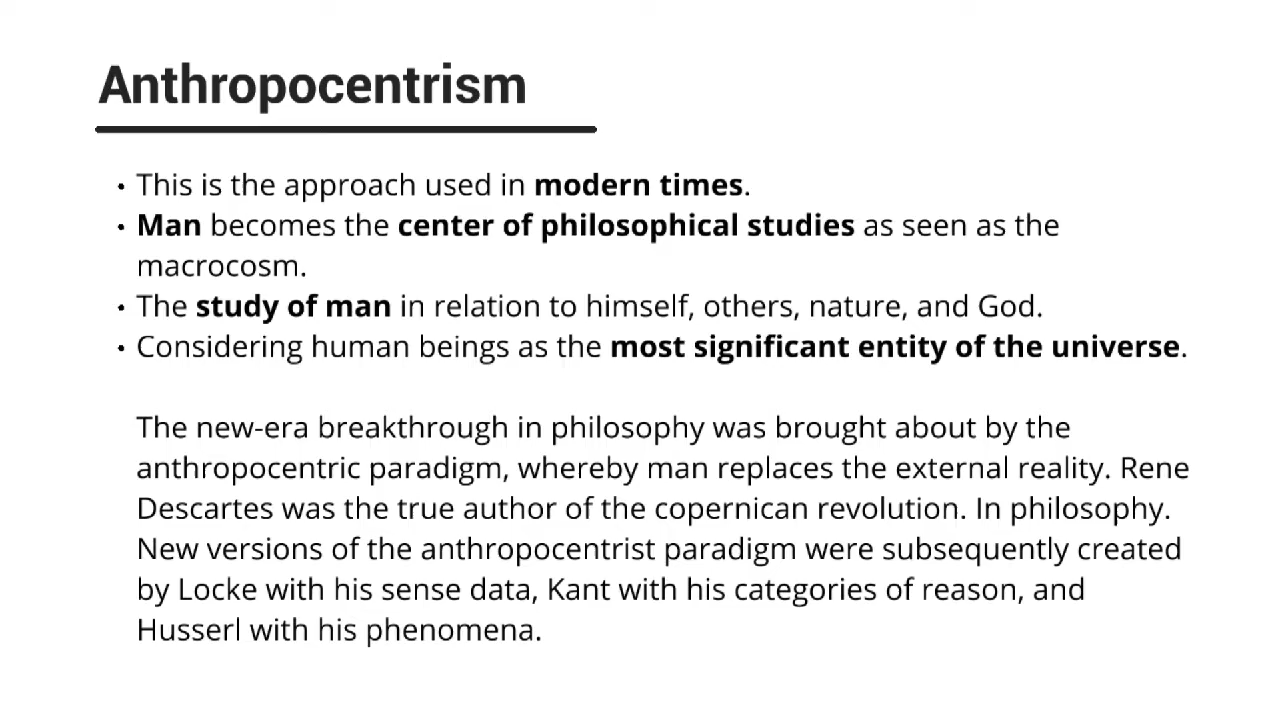 Anthropocentrism
• This is the approach used in modern times.
• Man becomes the center of philosophical studies as seen as the
macrocosm.
• The study of man in relation to himself, others, nature, and God.
• Considering human beings as the most significant entity of the universe.
The new-era breakthrough in philosophy was brought about by the
anthropocentric paradigm, whereby man replaces the external reality. Rene
Descartes was the true author of the copernican revolution. In philosophy.
New versions of the anthropocentrist paradigm were subsequently created
by Locke with his sense data, Kant with his categories of reason, and
Husserl with his phenomena.